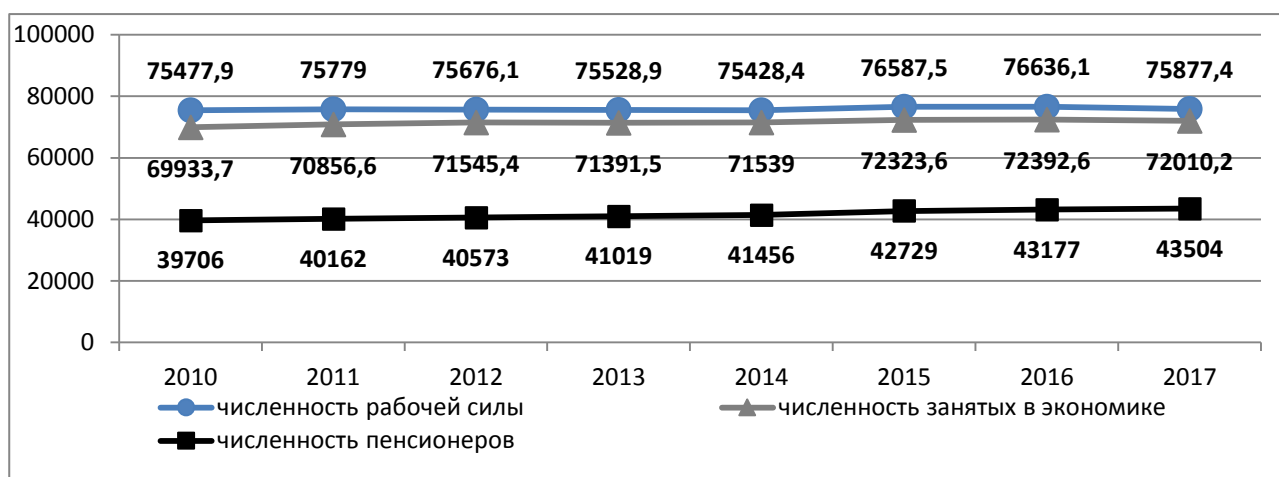 100000
80000
60000
40000
20000
0
75477,9 75779 75676,1 75528,9 75428,4 76587,5 76636,1 75877,4
69933,7 70856,6 71545,4 71391,5 71539 72323,6 72392,6 72010,2
39706 40162 40573 41019 41456 42729 43177 43504
2010 2011 2012 2013 2014 2015 2016 2017
численность рабочей силы
численность занятых в экономике
численность пенсионеров